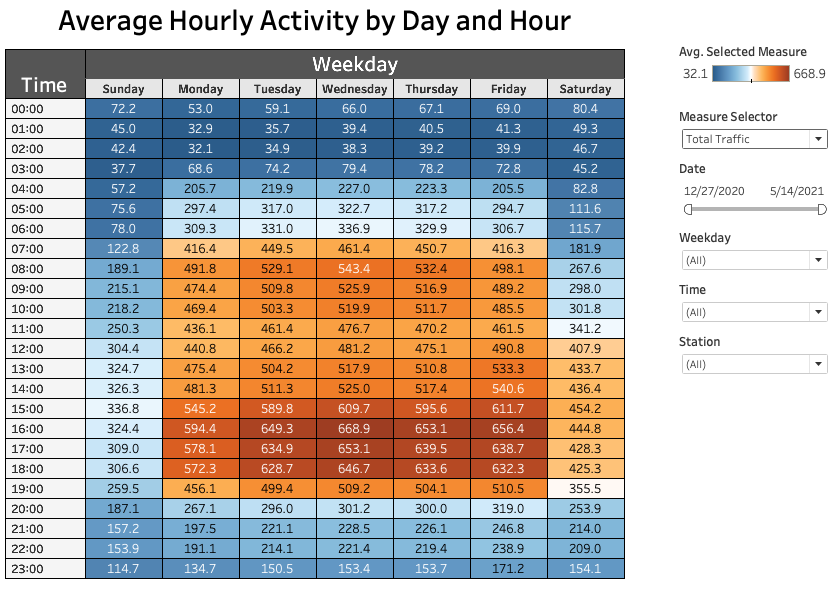 Average Hourly Activity by Day and Hour
Time Weekday
Sunday Monday Tuesday Wednesday Thursday Friday Saturday
00:00 72.2 53.0 59.1 66.0 67.1 69.0 80.4
01:00 45.0 32.9 35.7 39.4 40.5 41.3 49.3
02:00 42.4 32.1 34.9 38.3 39.2 39.9 46.7
03:00 37.7 68.6 74.2 79.4 78.2 72.8 45.2
04:00 57.2 205.7 219.9 227.0 223.3 205.5 82.8
05:00 75.6 297.4 317.0 322.7 317.2 294.7 111.6
06:00 78.0 309.3 331.0 336.9 329.9 306.7 115.7
07:00 122.8 416.4 449.5 461.4 450.7 416.3 181.9
08:00 189.1 491.8 529.1 543.4 532.4 498.1 267.6
09:00 215.1 474.4 509.8 525.9 516.9 489.2 298.0
10:00 218.2 469.4 503.3 519.9 511.7 485.5 301.8
11:00 250.3 436.1 461.4 476.7 470.2 461.5 341.2
12:00 304.4 440.8 466.2 481.2 475.1 490.8 407.9
13:00 324.7 475.4 504.2 517.9 510.8 533.3 433.7
14:00 326.3 481.3 511.3 525.0 517.4 540.6 436.4
15:00 336.8 545.2 589.8 609.7 595.6 611.7 454.2
16:00 324.4 594.4 649.3 668.9 653.1 656.4 444.8
17:00 309.0 578.1 634.9 653.1 639.5 638.7 428.3
18:00 306.6 572.3 628.7 646.7 633.6 632.3 425.3
19:00 259.5 456.1 499.4 509.2 504.1 510.5 355.5
20:00 187.1 267.1 296.0 301.2 300.0 319.0 253.9
21:00 157.2 197.5 221.1 228.5 226.1 246.8 214.0
22:00 153.9 191.1 214.1 221.4 219.4 238.9 209.0
23:00 114.7 134.7 150.5 153.4 153.7 171.2 154.1
Avg. Selected Measure
32.1 668.9
Measure Selector
Total Traffic
Date
12/27/2020 5/14/2021
Weekday
(All)
Time
(All)
Station
(All)